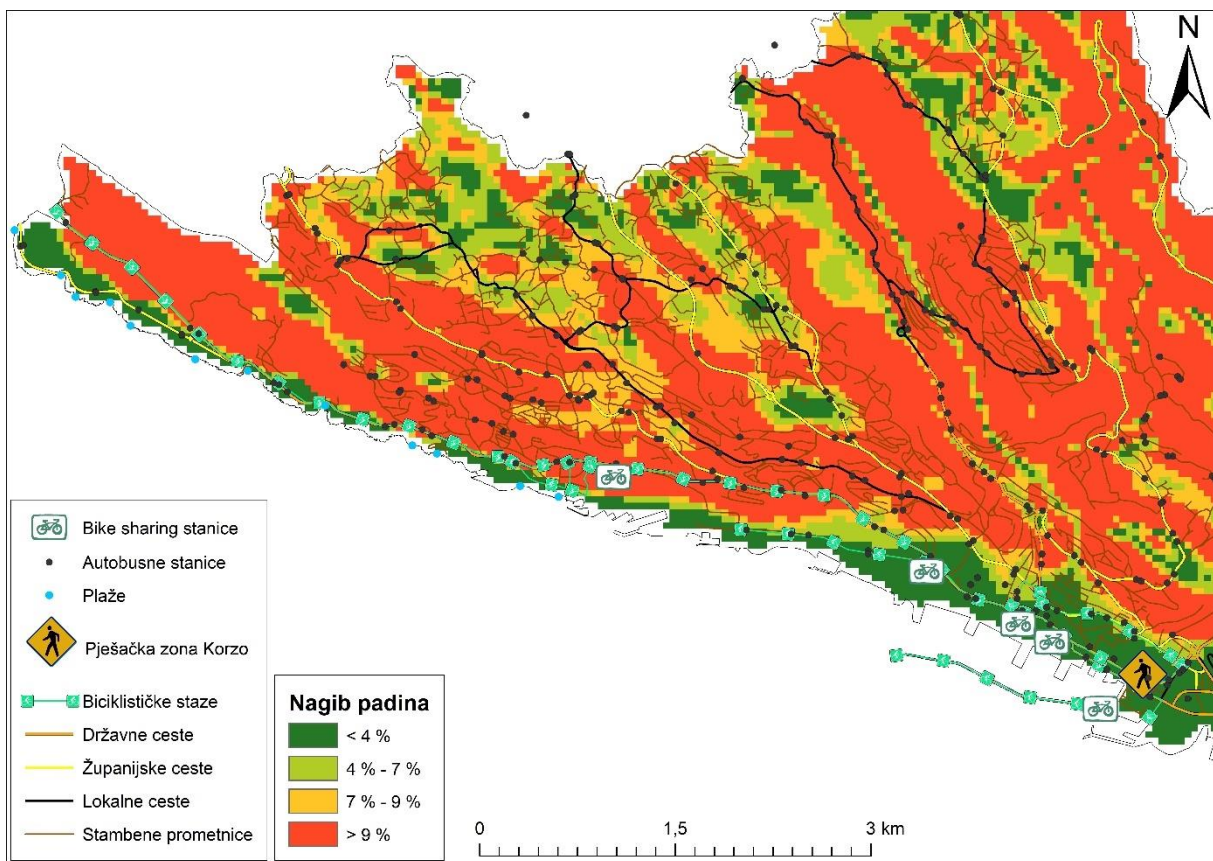 N
Bike sharing stanice
Autobusne stanice
Plaže
Pješačka zona Korzo
Biciklističke staze
Državne ceste
Županijske ceste
Lokalne ceste
Stambene prometnice
Nagib padina
< 4 %
4 % - 7 %
7 % - 9 %
> 9 %
0 1,5 3 km